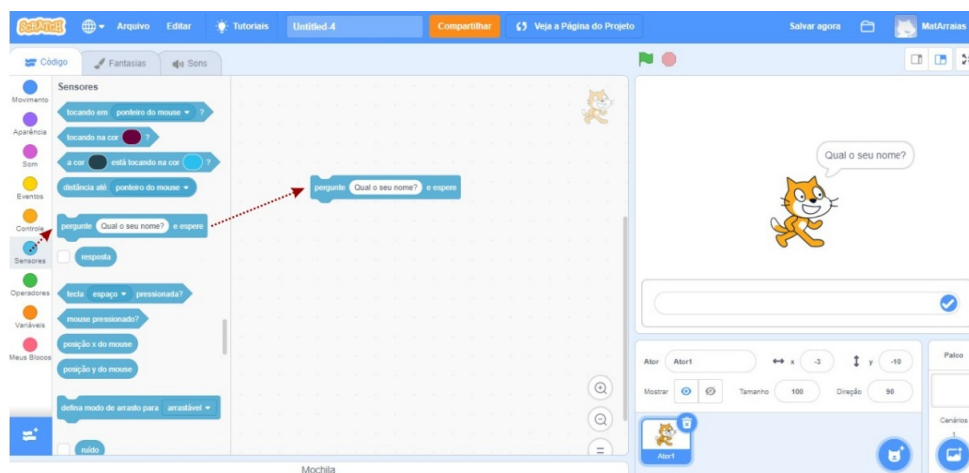 SCRATCH Arquivo Editar Tutoriais Untitled-4 Compartilhar Veja a Página do Projeto Salvar agora MatArraias
Código Fantasias Sons
Movimento
Aparência
Som
Eventos
Controle
Sensores
Operadores
Variáveis
Meus Blocos
Sensores
tocando em ponteiro do mouse ?
tocando na cor ?
a cor está tocando na cor ?
distância até ponteiro do mouse
pergunte Qual o seu nome? e espere
resposta
tecla espaço pressionada?
mouse pressionado?
posição x do mouse
posição y do mouse
defina modo de arrasto para arrastável
ruído
pergunte Qual o seu nome? e espere
Mochila
Qual o seu nome?
Ator Ator1 x -3 y -10
Mostrar Tamanho 100 Direção 90
Ator1
Palco
Cenários
1